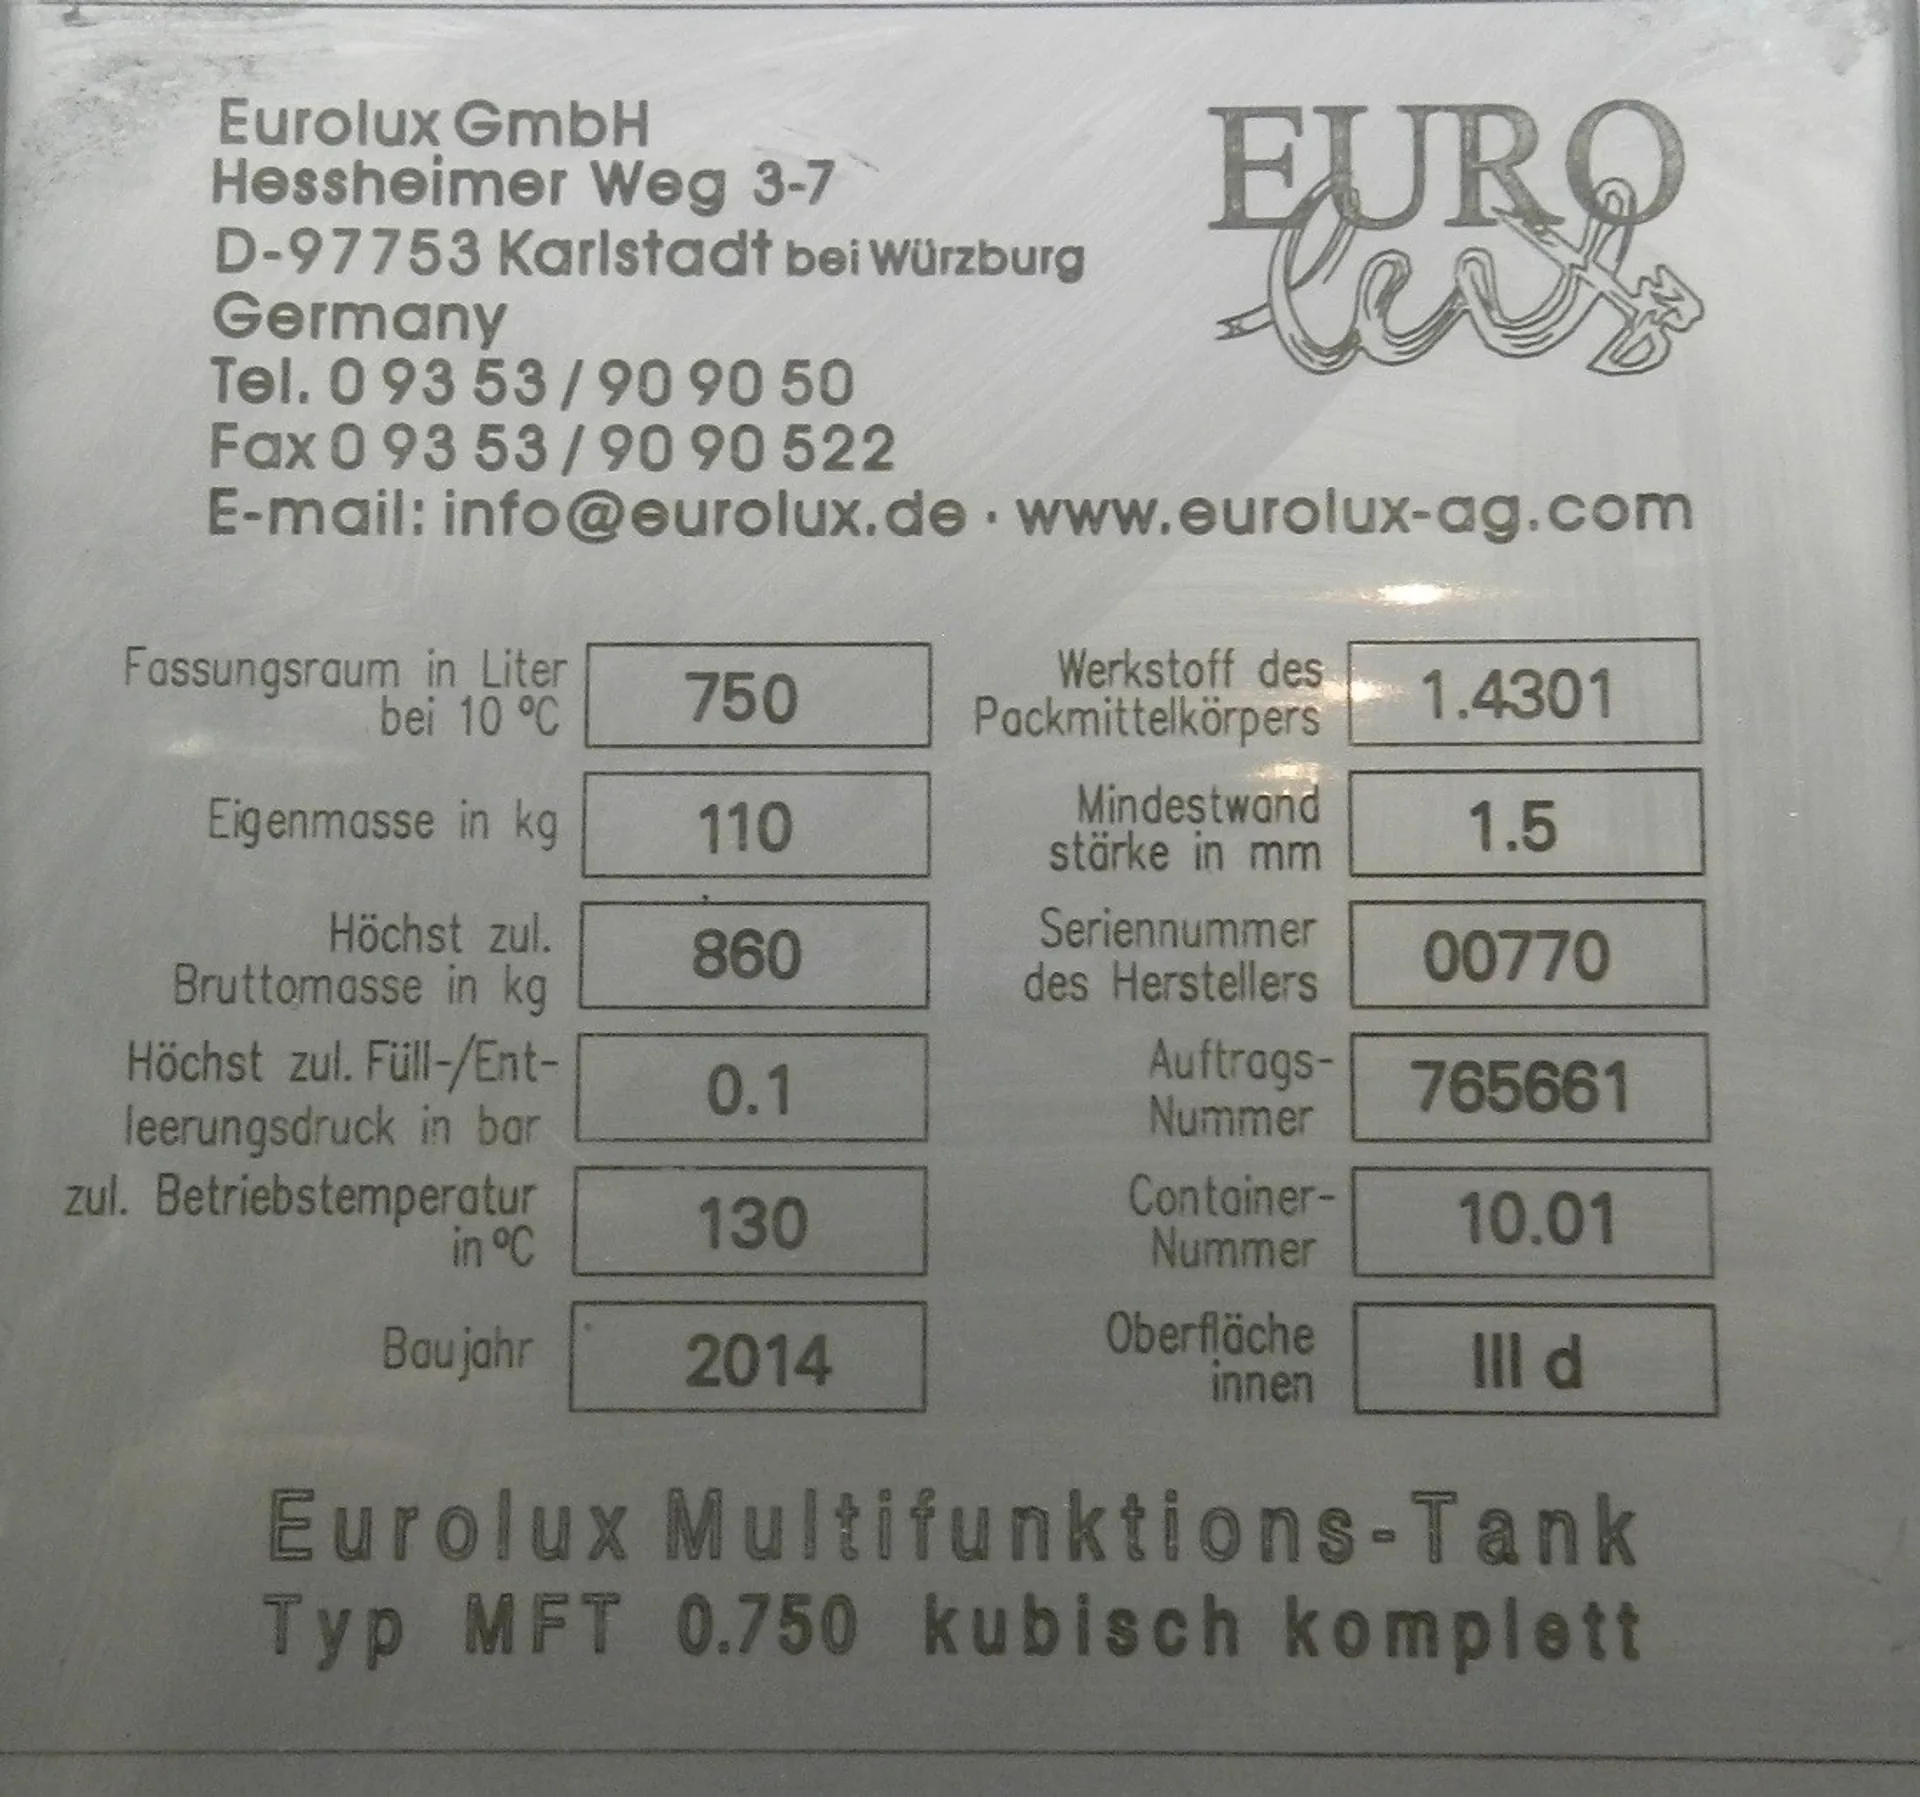 Eurolux GmbH
Hessheimer Weg 3-7
D-97753 Karlstadt bei Würzburg
Germany
Tel. 0 93 53 / 90 90 50
Fax 0 93 53 / 90 90 522
E-mail: info@eurolux.de · www.eurolux-ag.com
EURO
lux
Fassungsraum in Liter
bei 10 °C
750
Werkstoff des
Packmittelkörpers
1.4301
Eigenmasse in kg
110
Mindestwand
stärke in mm
1.5
Höchst zul.
Bruttomasse in kg
860
Seriennummer
des Herstellers
00770
Höchst zul. Füll-/Ent-
leerungsdruck in bar
0.1
Auftrags-
Nummer
765661
zul. Betriebstemperatur
in °C
130
Container-
Nummer
10.01
Baujahr
2014
Oberfläche
innen
III d
Eurolux Multifunktions-Tank
Typ MFT 0.750 kubisch komplett